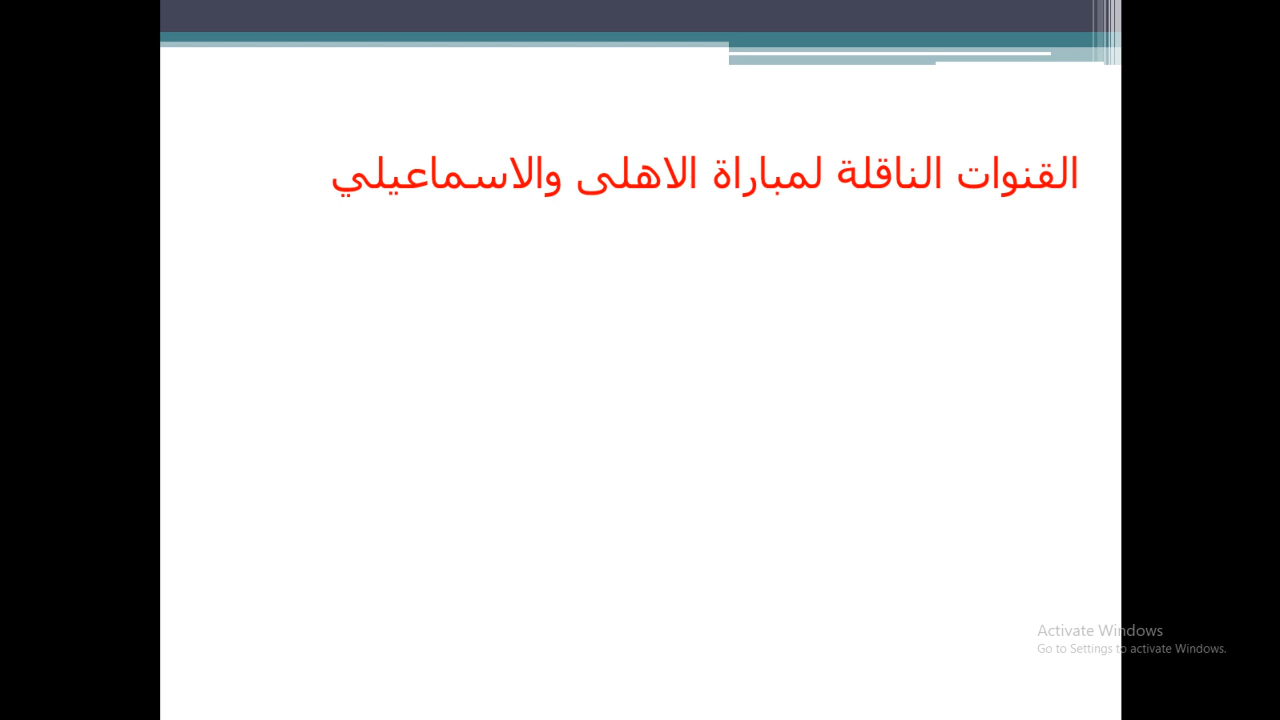 القنوات الناقلة لمباراة الاهلى والاسماعيلي
Activate Windows
Go to Settings to activate Windows.